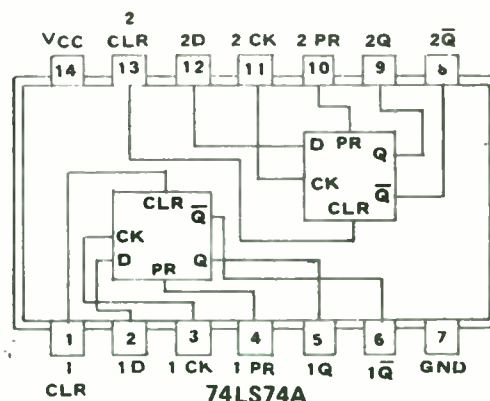 VCC 2 CLR 2D 2 CK 2 PR 2Q 2Q̅
14 13 12 11 10 9 8
D PR Q
CK Q̅
CLR
CLR Q̅
CK
D Q
PR
1 2 3 4 5 6 7
1 CLR 1D 1 CK 1 PR 1Q 1Q̅ GND
74LS74A